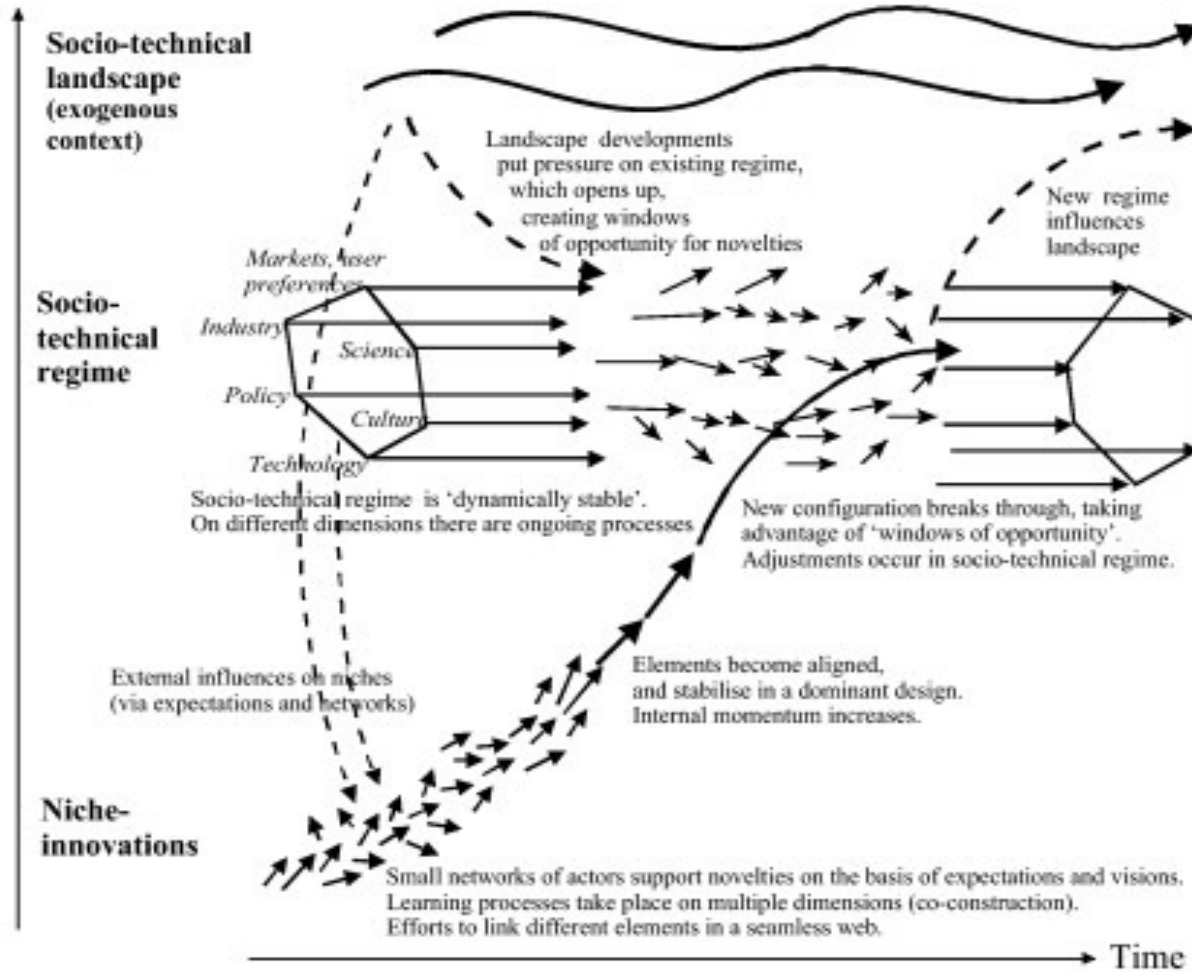 Socio-technical
landscape
(exogenous
context)
Landscape developments
put pressure on existing regime,
which opens up,
creating windows
of opportunity for novelties
New regime
influences
landscape
Markets, user
preferences
Socio-
technical
regime
Industry
Science
Policy
Culture
Technology
Socio-technical regime is ‘dynamically stable’.
On different dimensions there are ongoing processes
New configuration breaks through, taking
advantage of ‘windows of opportunity’.
Adjustments occur in socio-technical regime.
External influences on niches
(via expectations and networks)
Elements become aligned,
and stabilise in a dominant design.
Internal momentum increases.
Niche-
innovations
Small networks of actors support novelties on the basis of expectations and visions.
Learning processes take place on multiple dimensions (co-construction).
Efforts to link different elements in a seamless web.
Time